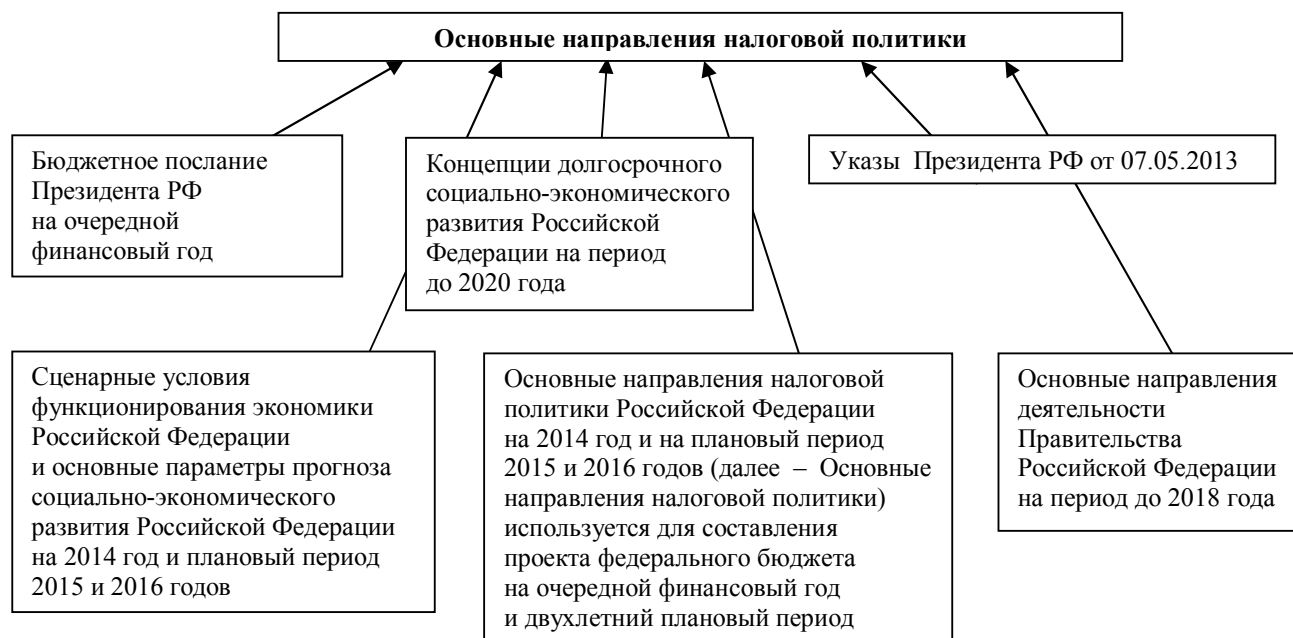 Основные направления налоговой политики
Бюджетное послание
Президента РФ
на очередной
финансовый год
Концепции долгосрочного
социально-экономического
развития Российской
Федерации на период
до 2020 года
Указы Президента РФ от 07.05.2013
Сценарные условия
функционирования экономики
Российской Федерации
и основные параметры прогноза
социально-экономического
развития Российской Федерации
на 2014 год и плановый период
2015 и 2016 годов
Основные направления налоговой
политики Российской Федерации
на 2014 год и на плановый период
2015 и 2016 годов (далее – Основные
направления налоговой политики)
используется для составления
проекта федерального бюджета
на очередной финансовый год
и двухлетний плановый период
Основные направления
деятельности
Правительства
Российской Федерации
на период до 2018 года